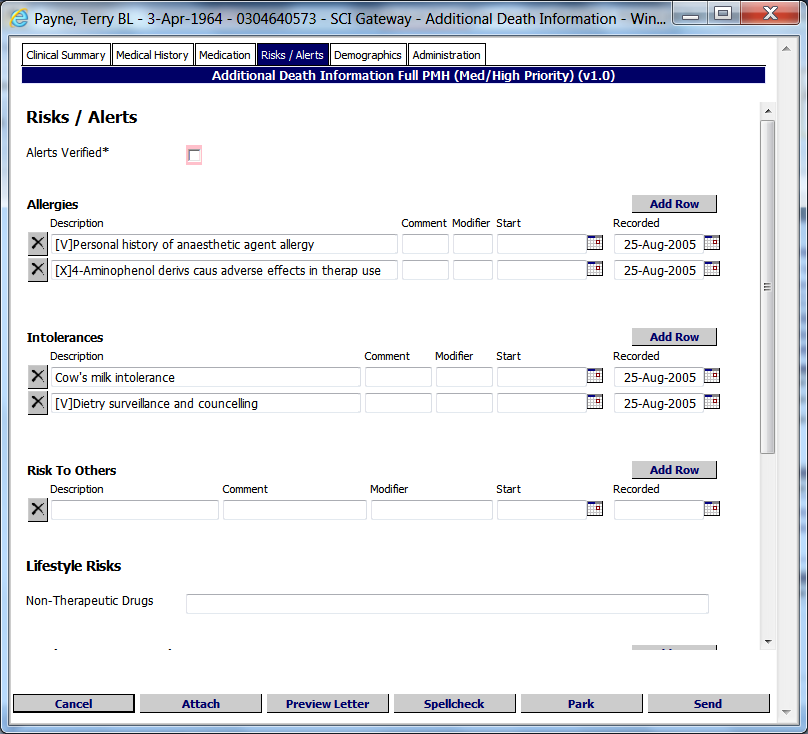 Payne, Terry BL - 3-Apr-1964 - 0304640573 - SCI Gateway - Additional Death Information - Win...
Clinical Summary Medical History Medication Risks / Alerts Demographics Administration
Additional Death Information Full PMH (Med/High Priority) (v1.0)
Risks / Alerts
Alerts Verified*
Allergies Add Row
Description Comment Modifier Start Recorded
[V]Personal history of anaesthetic agent allergy 25-Aug-2005
[X]4-Aminophenol derivs caus adverse effects in therap use 25-Aug-2005
Intolerances Add Row
Description Comment Modifier Start Recorded
Cow's milk intolerance 25-Aug-2005
[V]Dietry surveillance and councelling 25-Aug-2005
Risk To Others Add Row
Description Comment Modifier Start Recorded
Lifestyle Risks
Non-Therapeutic Drugs
Cancel Attach Preview Letter Spellcheck Park Send